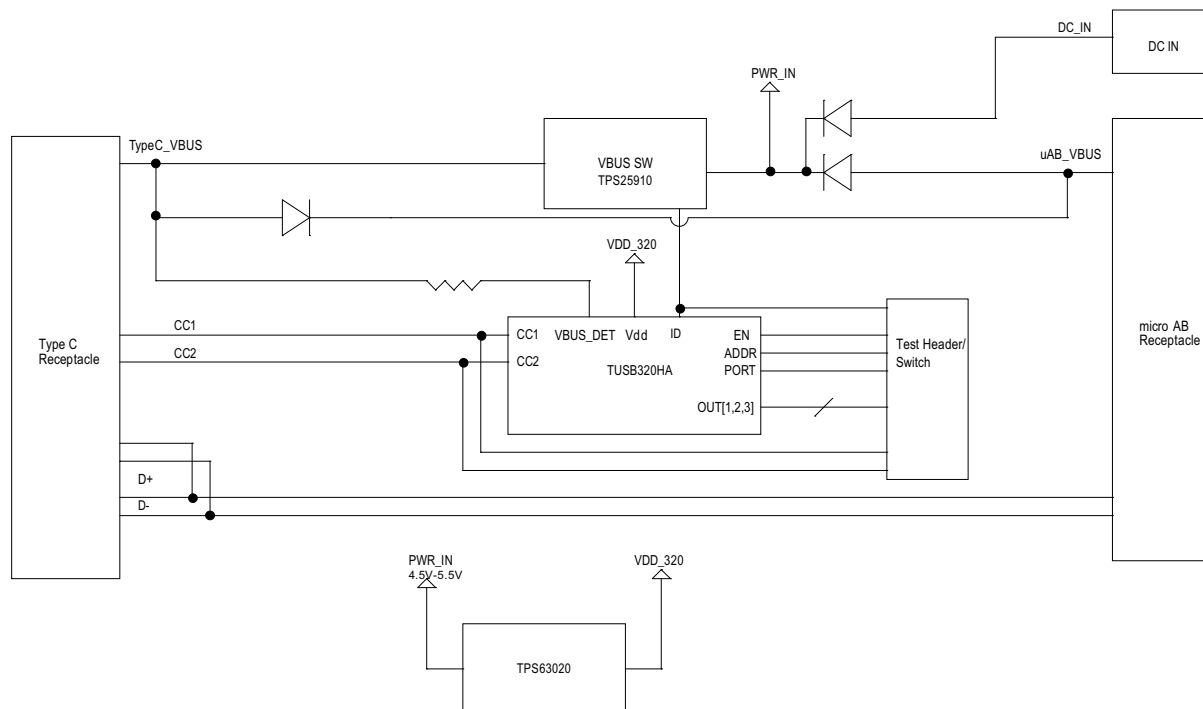 DC_IN
DC IN
PWR_IN
TypeC_VBUS
VBUS SW
TPS25910
uAB_VBUS
VDD_320
Type C
Receptacle
CC1
CC2
CC1
CC2
VBUS_DET
Vdd
ID
EN
ADDR
PORT
TUSB320HA
OUT[1,2,3]
Test Header/
Switch
micro AB
Receptacle
D+
D-
PWR_IN
4.5V-5.5V
VDD_320
TPS63020